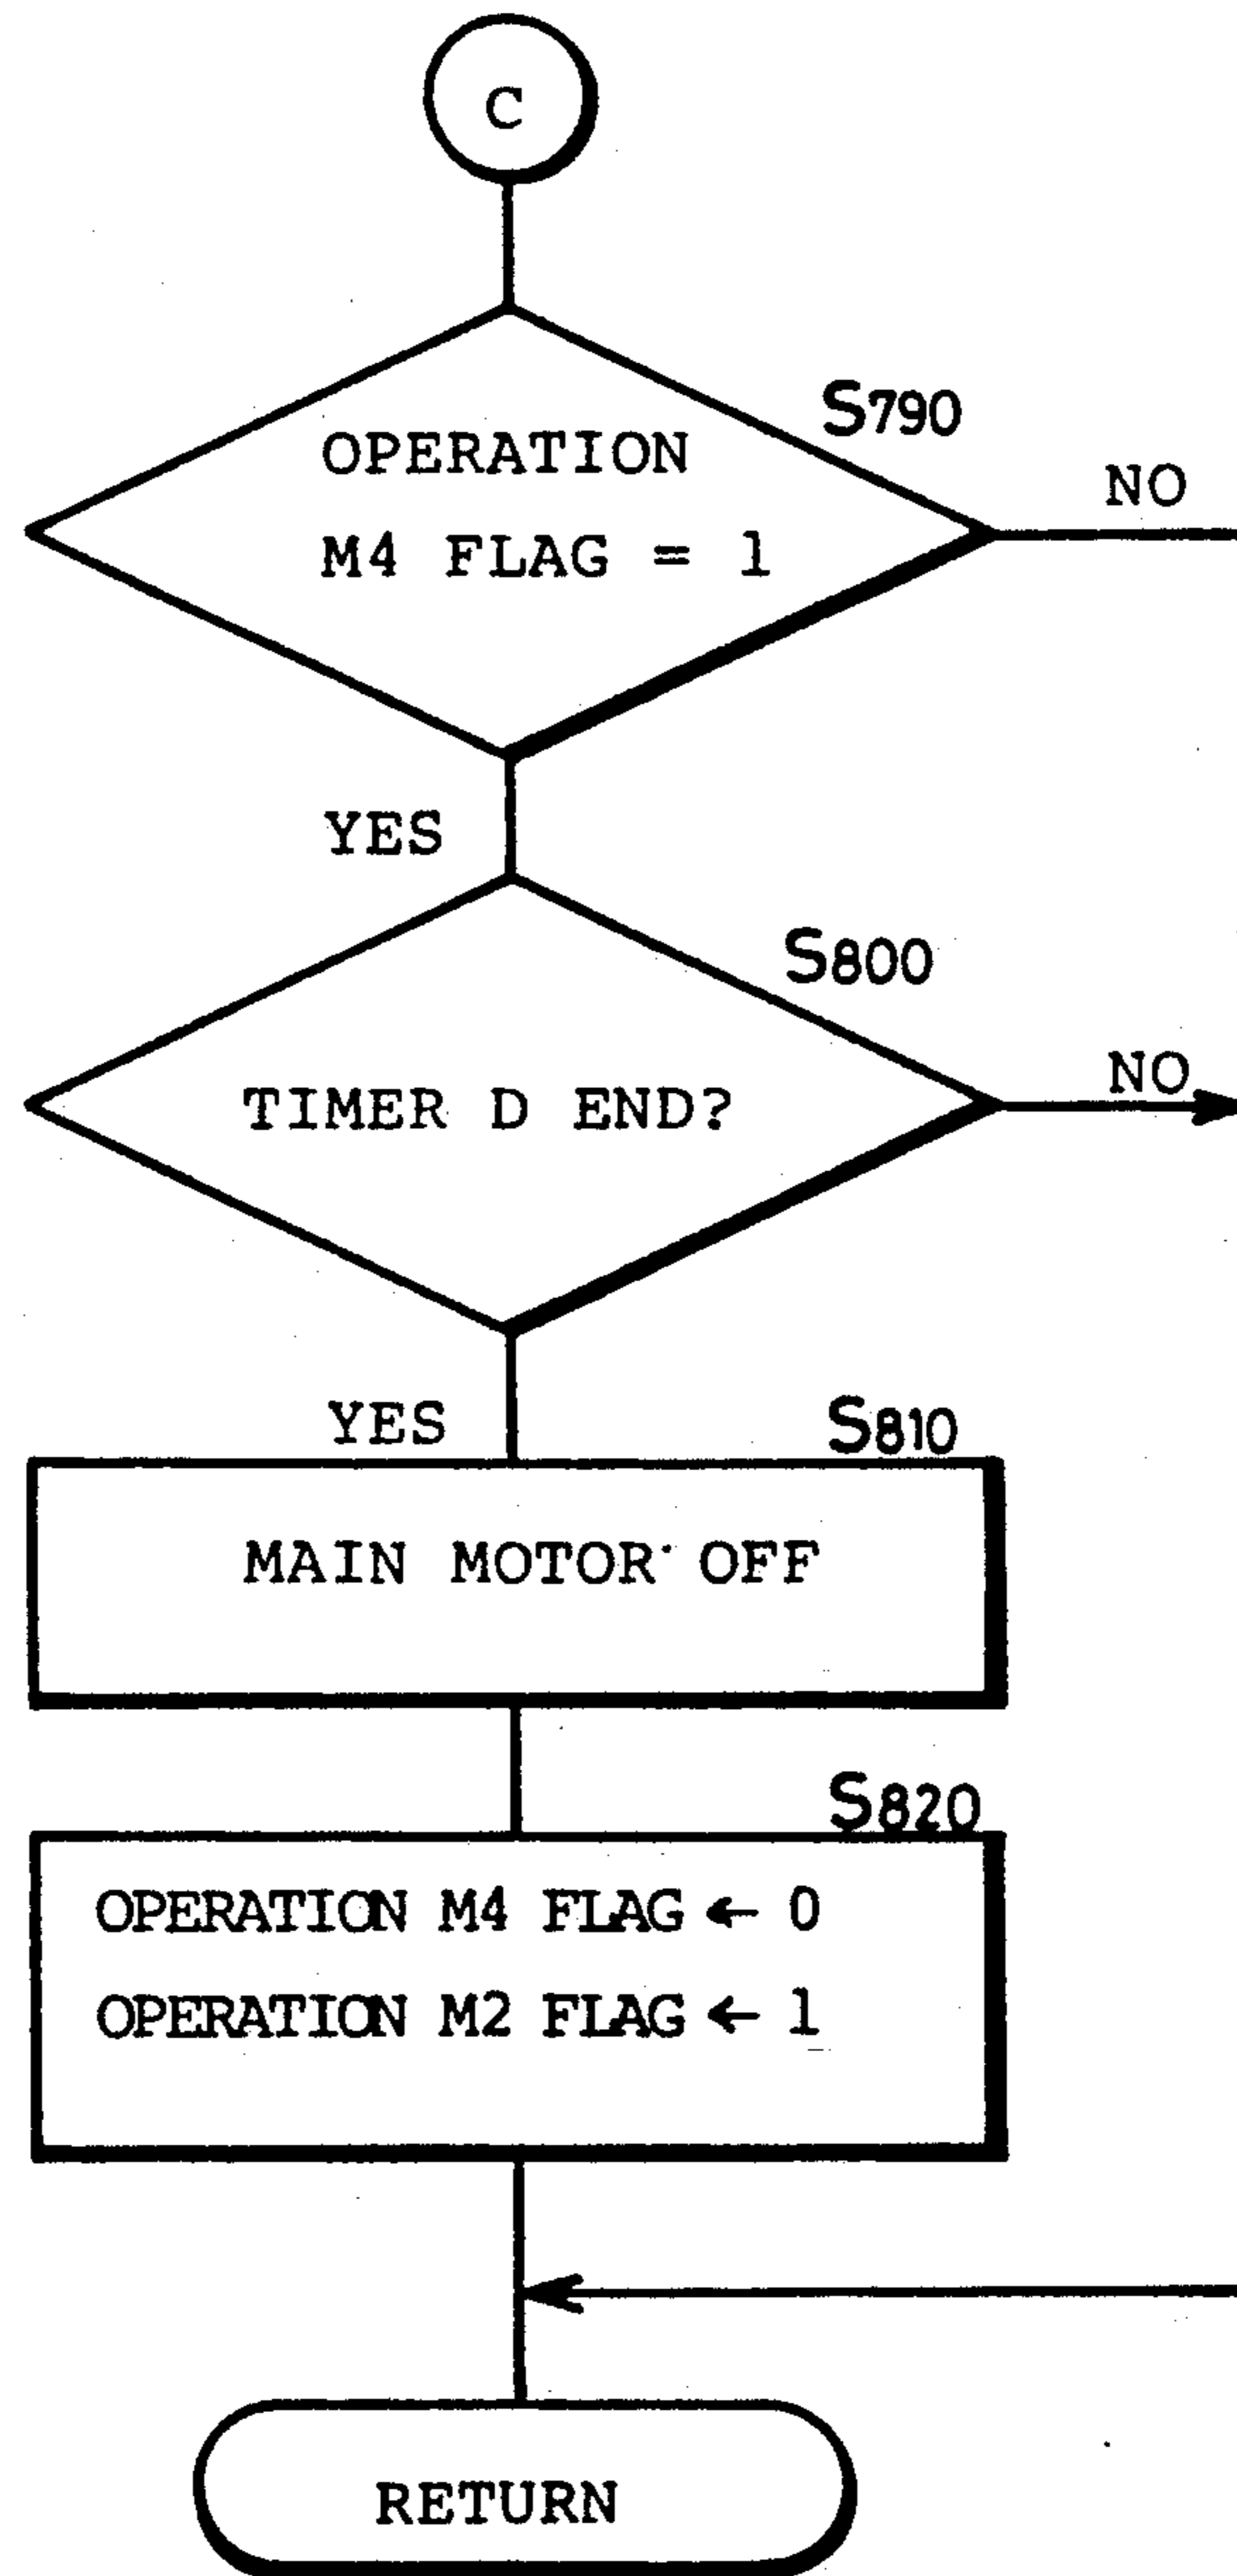 C
S790
OPERATION
M4 FLAG = 1
NO
YES
S800
TIMER D END?
NO
YES
S810
MAIN MOTOR OFF
S820
OPERATION M4 FLAG ← 0
OPERATION M2 FLAG ← 1
RETURN